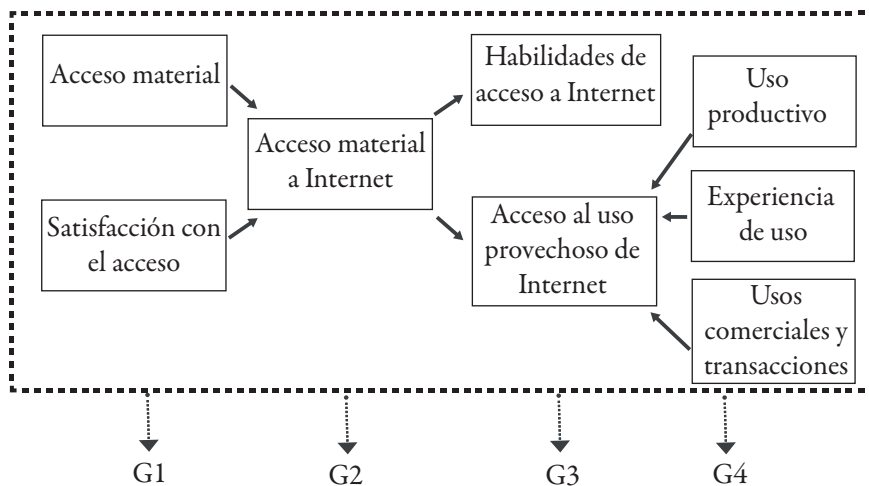 Acceso material
Satisfacción con
el acceso
Acceso material
a Internet
Habilidades de
acceso a Internet
Acceso al uso
provechoso de
Internet
Uso
productivo
Experiencia
de uso
Usos
comerciales y
transacciones
G1
G2
G3
G4